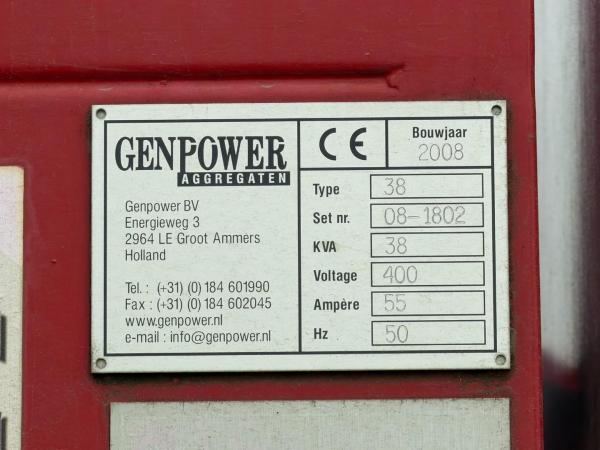 GENPOWER
AGGREGATEN
Genpower BV
Energieweg 3
2964 LE Groot Ammers
Holland
Tel. : (+31) (0) 184 601990
Fax : (+31) (0) 184 602045
www.genpower.nl
e-mail : info@genpower.nl
CE
Bouwjaar
2008
Type 38
Set nr. 08-1802
KVA 38
Voltage 400
Ampère 55
Hz 50